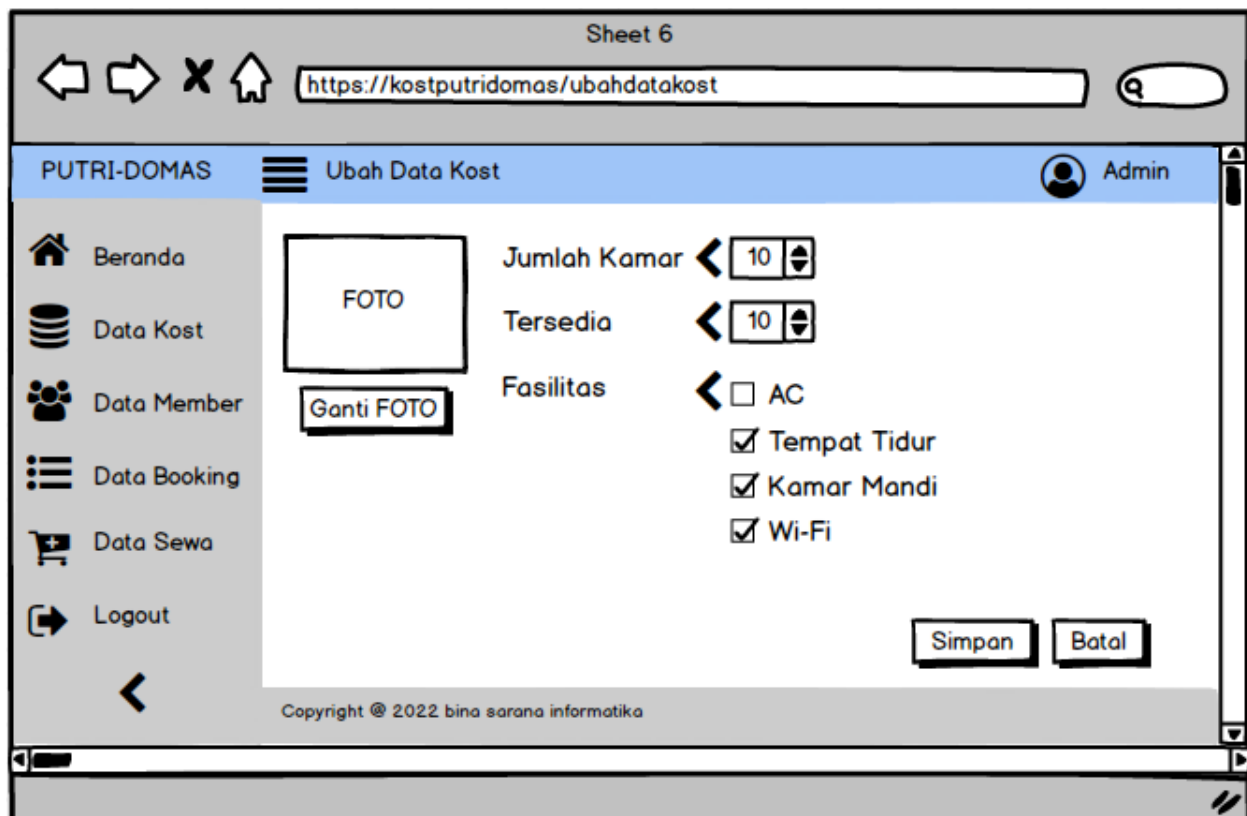 Sheet 6
https://kostputridomas/ubahdatakost
PUTRI-DOMAS
Ubah Data Kost
Admin
Beranda
Data Kost
Data Member
Data Booking
Data Sewa
Logout
FOTO
Ganti FOTO
Jumlah Kamar
10
Tersedia
10
Fasilitas
AC
Tempat Tidur
Kamar Mandi
Wi-Fi
Simpan
Batal
Copyright @ 2022 bina sarana informatika